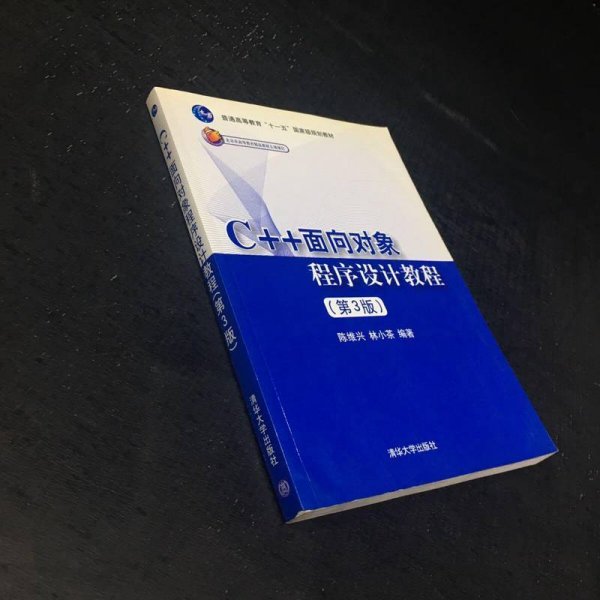 普通高等教育"十一五"国家级规划教材
C++面向对象
程序设计教程
(第3版)
陈维兴 林小茶 编著
清华大学出版社
C++面向对象程序设计教程(第3版)
清华大学出版社